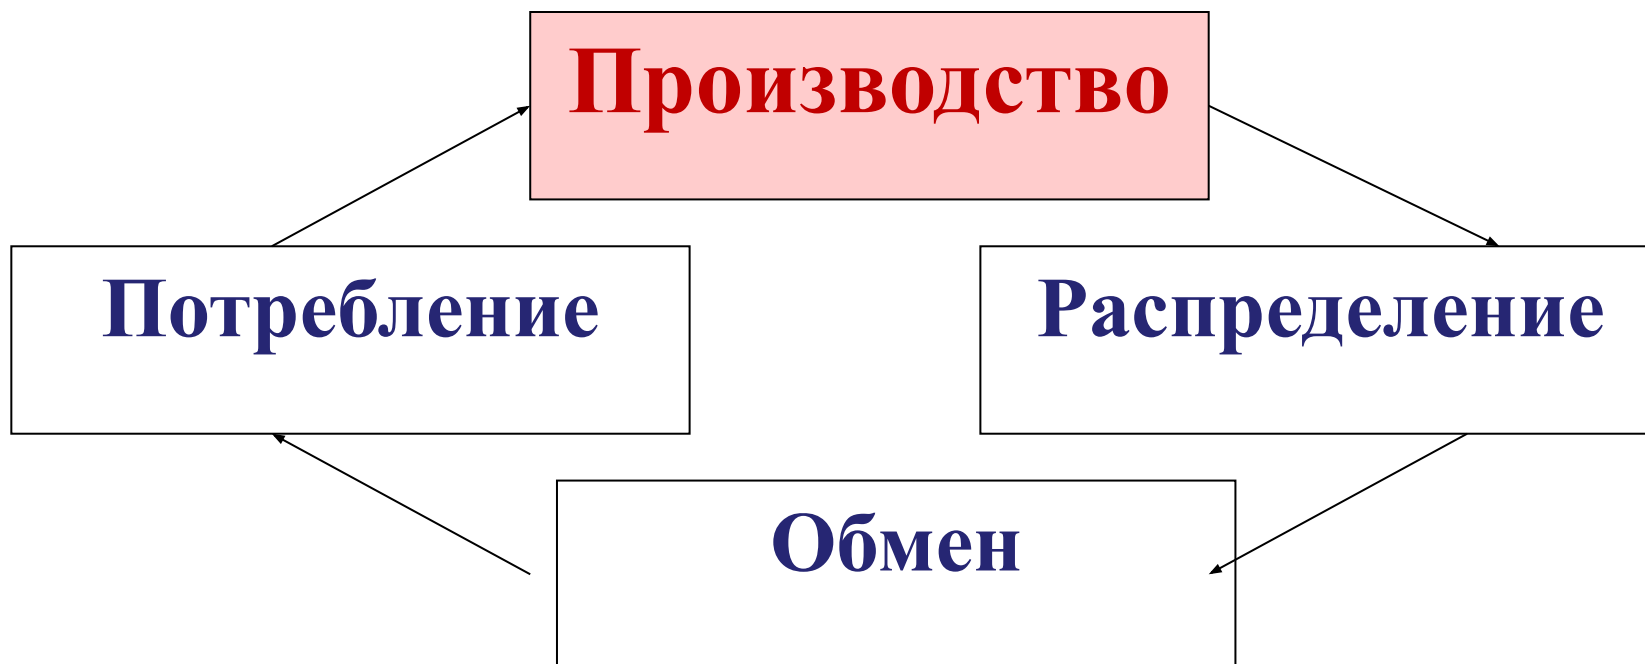 Производство
Потребление
Распределение
Обмен